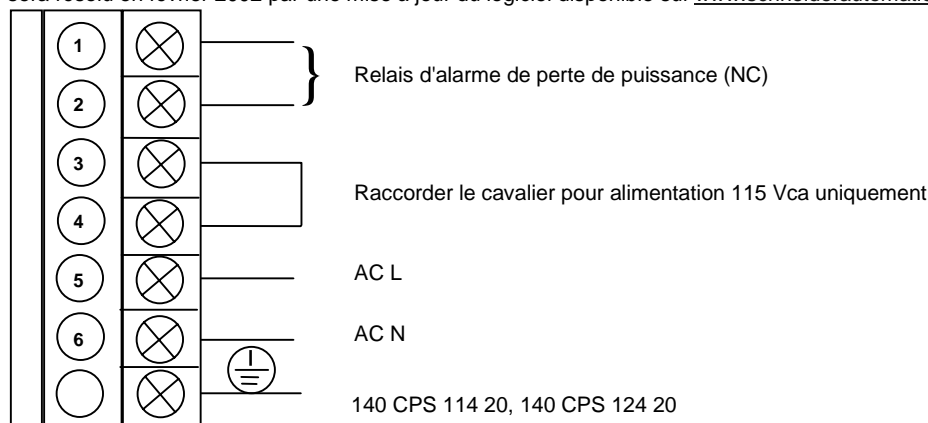 1
2
Relais d'alarme de perte de puissance (NC)
3
Raccorder le cavalier pour alimentation 115 Vca uniquement
4
5
AC L
6
AC N
140 CPS 114 20, 140 CPS 124 20